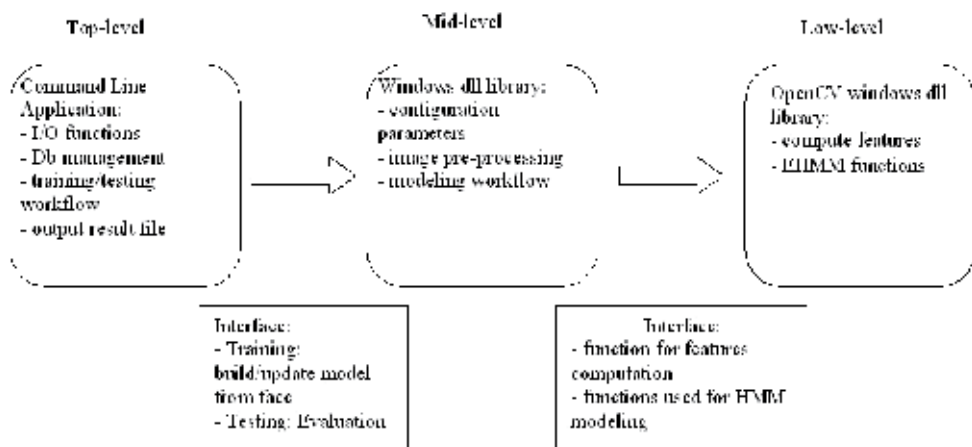 Top-level
Mid-level
Low-level
Command Line
Application:
- I/O functions
- Db management
- training/testing
workflow
- output result file
Windows dll library:
- configuration
parameters
- image pre-processing
- modeling workflow
OpenCV windows dll
library:
- compute features
- EHMM functions
Interface:
- Training:
build/update model
from face
- Testing: Evaluation
Interface:
- function for features
computation
- functions used for HMM
modeling